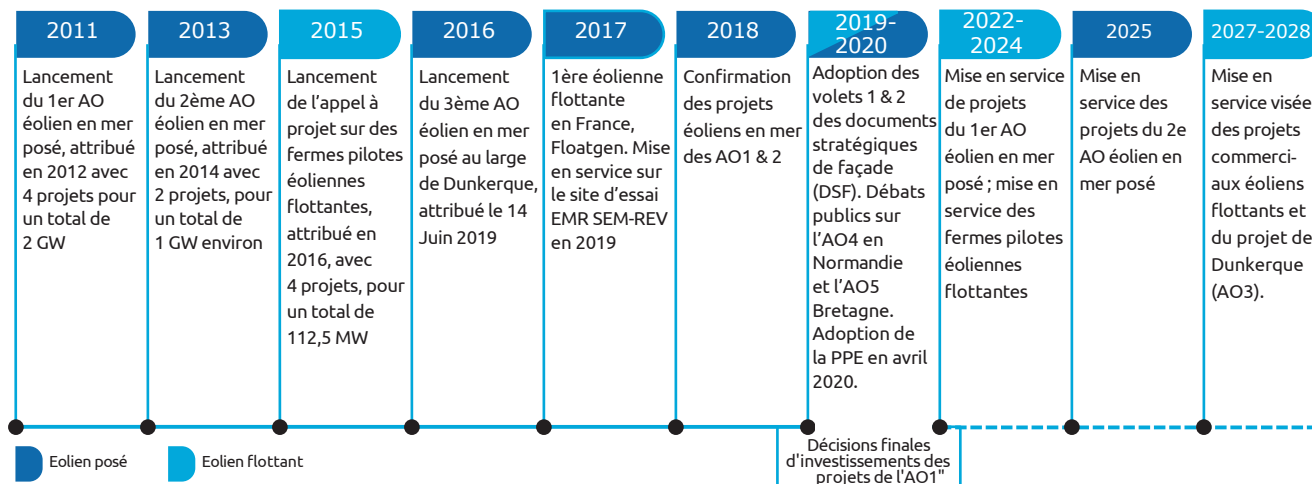 2011
Lancement
du 1er AO
éolien en mer
posé, attribué
en 2012 avec
4 projets pour
un total de
2 GW
2013
Lancement
du 2ème AO
éolien en mer
posé, attribué
en 2014 avec
2 projets, pour
un total de
1 GW environ
2015
Lancement
de l'appel à
projet sur des
fermes pilotes
éoliennes
flottantes,
attribué en
2016, avec
4 projets, pour
un total de
112,5 MW
2016
Lancement
du 3ème AO
éolien en mer
posé au large
de Dunkerque,
attribué le 14
Juin 2019
2017
1ère éolienne
flottante
en France,
Floatgen. Mise
en service sur
le site d'essai
EMR SEM-REV
en 2019
2018
Confirmation
des projets
éoliens en mer
des AO1 & 2
2019-
2020
Adoption des
volets 1 & 2
des documents
stratégiques
de façade
(DSF). Débats
publics sur
l'AO4 en
Normandie
et l'AO5
Bretagne.
Adoption de
la PPE en avril
2020.
2022-
2024
Mise en service
de projets
du 1er AO
éolien en mer
posé ; mise en
service des
fermes pilotes
éoliennes
flottantes
2025
Mise en
service des
projets du 2e
AO éolien en
mer posé
2027-2028
Mise en
service visée
des projets
commerci-
aux éoliens
flottants et
du projet de
Dunkerque
(AO3).
Eolien posé
Eolien flottant
Décisions finales
d'investissements des
projets de l'AO1"